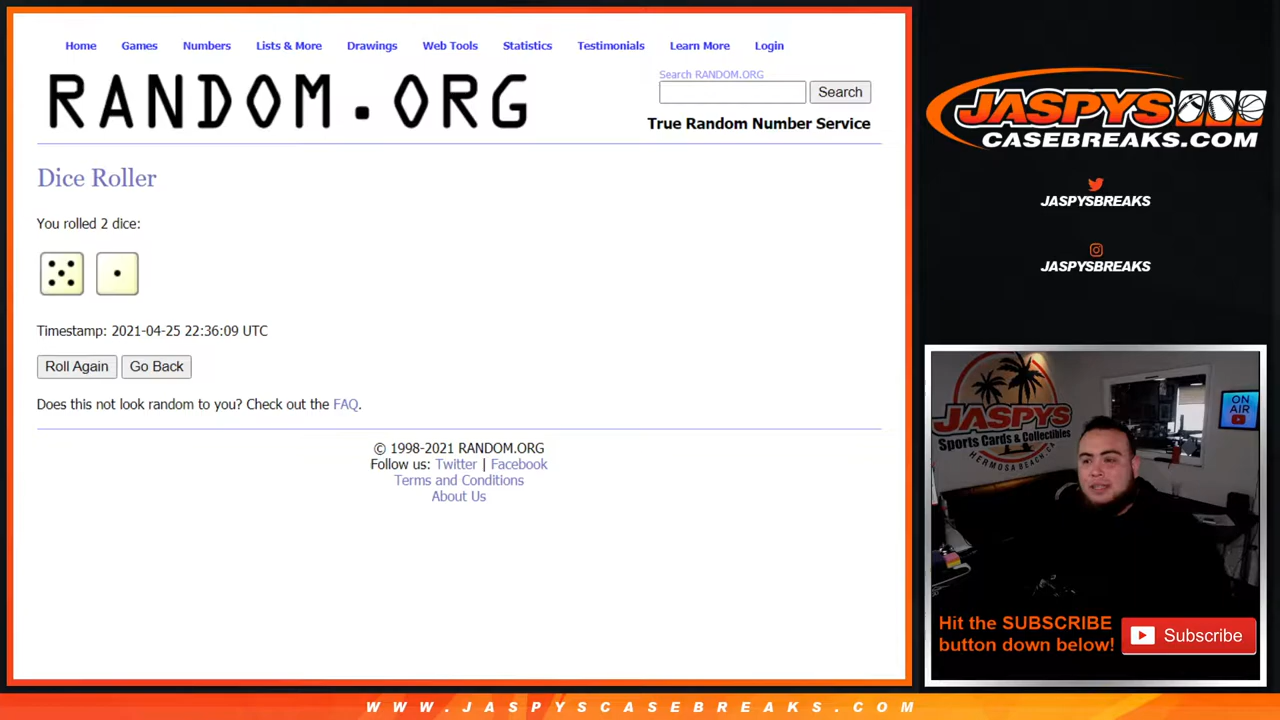 Home Games Numbers Lists & More Drawings Web Tools Statistics Testimonials Learn More Login
RANDOM.ORG
Search RANDOM.ORG
Search
True Random Number Service
Dice Roller
You rolled 2 dice:
Timestamp: 2021-04-25 22:36:09 UTC
Roll Again Go Back
Does this not look random to you? Check out the FAQ.
© 1998-2021 RANDOM.ORG
Follow us: Twitter | Facebook
Terms and Conditions
About Us
JASPYS
CASEBREAKS.COM
JASPYSBREAKS
JASPYSBREAKS
JASPYS
Sports Cards & Collectibles
HERMOSA BEACH, CA
ON
AIR
Hit the SUBSCRIBE
button down below!
Subscribe
WWW.JASPYSCASEBREAKS.COM